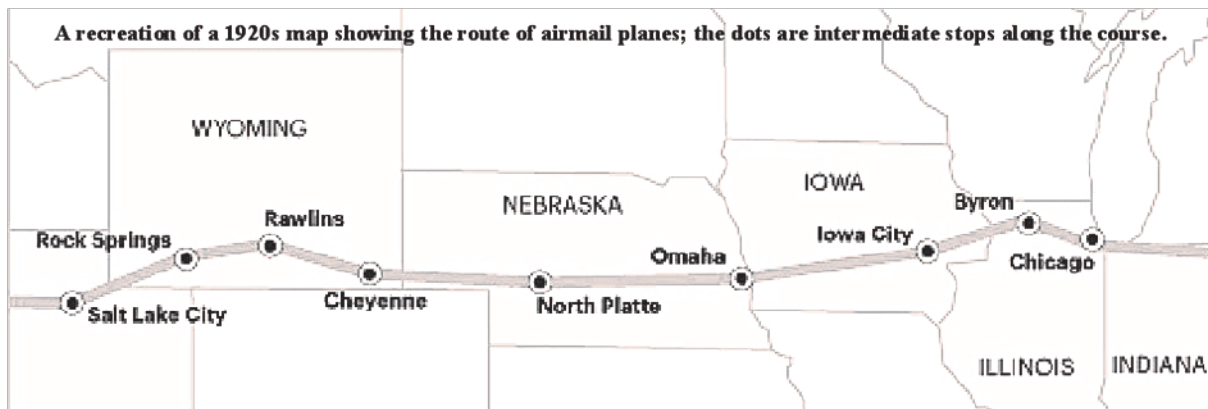 A recreation of a 1920s map showing the route of airmail planes; the dots are intermediate stops along the course.
WYOMING
IOWA
NEBRASKA
Byron
Rawlins
Rock Springs
Iowa City
Omaha
Chicago
Cheyenne
North Platte
Salt Lake City
ILLINOIS
INDIANA